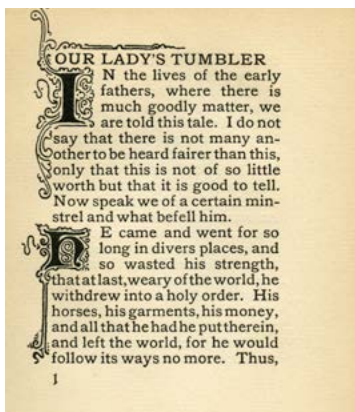 OUR LADY'S TUMBLER
IN the lives of the early
fathers, where there is
much goodly matter, we
are told this tale. I do not
say that there is not many an-
other to be heard fairer than this,
only that this is not of so little
worth but that it is good to tell.
Now speak we of a certain min-
strel and what befell him.
HE came and went for so
long in divers places, and
so wasted his strength,
that at last, weary of the world, he
withdrew into a holy order. His
horses, his garments, his money,
and all that he had he put therein,
and left the world, for he would
follow its ways no more. Thus,
1